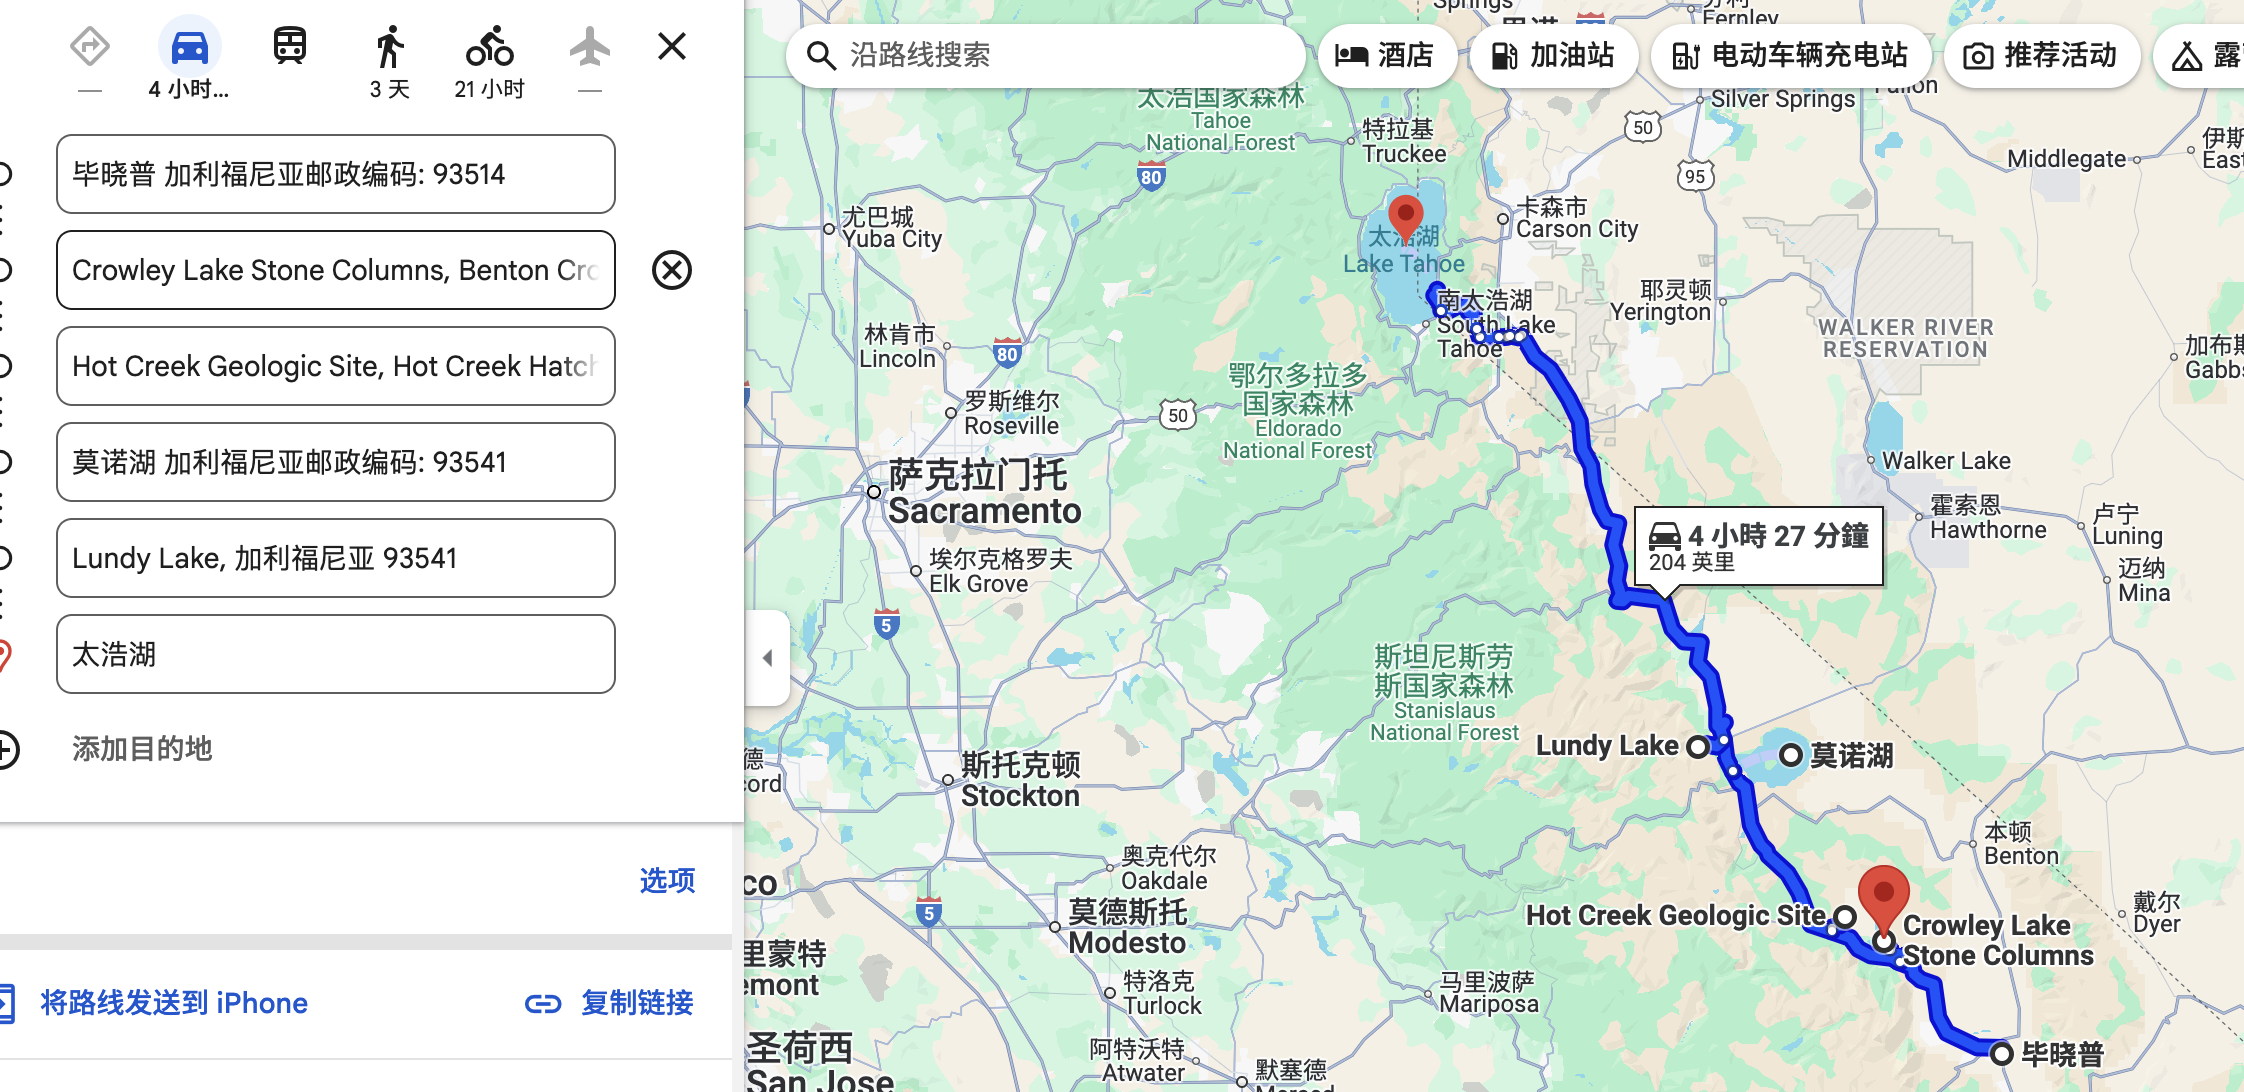 4 小时...
3 天
21 小时
毕晓普 加利福尼亚邮政编码: 93514
Crowley Lake Stone Columns, Benton Cro
Hot Creek Geologic Site, Hot Creek Hatch
莫诺湖 加利福尼亚邮政编码: 93541
Lundy Lake, 加利福尼亚 93541
太浩湖
添加目的地
选项
将路线发送到 iPhone
复制链接
沿路线搜索
酒店
加油站
电动车辆充电站
推荐活动
露
Springs
Fernley
太浩国家森林
Tahoe
National Forest
特拉基
Truckee
80
50
Silver Springs
95
Middlegate
伊斯
East
尤巴城
Yuba City
卡森市
Carson City
太浩湖
Lake Tahoe
南太浩湖
South Lake
Tahoe
耶灵顿
Yerington
WALKER RIVER
RESERVATION
加布斯
Gabbs
林肯市
Lincoln
80
鄂尔多拉多
国家森林
Eldorado
National Forest
罗斯维尔
Roseville
50
萨克拉门托
Sacramento
Walker Lake
霍索恩
Hawthorne
卢宁
Luning
4 小時 27 分鐘
204 英里
埃尔克格罗夫
Elk Grove
迈纳
Mina
5
斯坦尼斯劳
斯国家森林
Stanislaus
National Forest
Lundy Lake
莫诺湖
德
cord
斯托克顿
Stockton
本顿
Benton
奥克代尔
Oakdale
co
5
莫德斯托
Modesto
Hot Creek Geologic Site
Crowley Lake
Stone Columns
戴尔
Dyer
里蒙特
emont
特洛克
Turlock
马里波萨
Mariposa
圣荷西
San Jose
阿特沃特
Atwater
默塞德
毕晓普